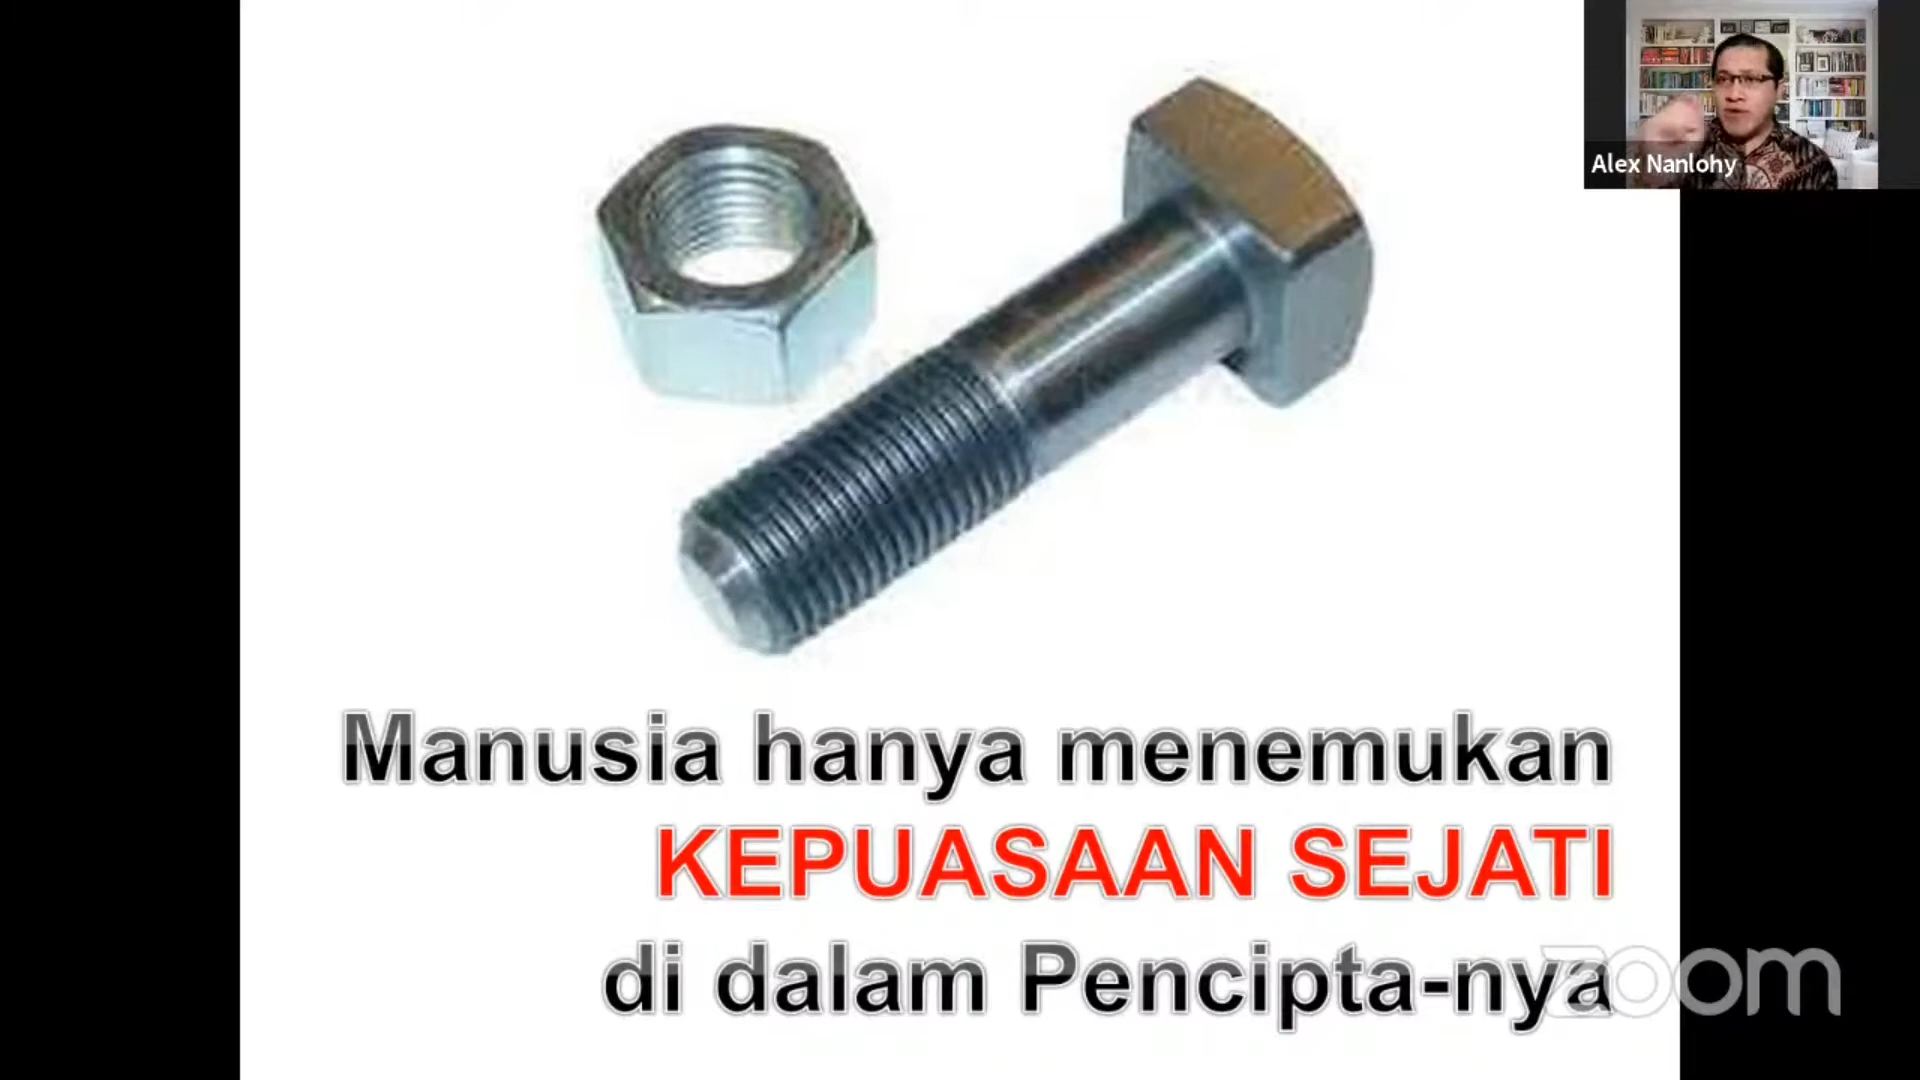 Alex Nanlohy
Manusia hanya menemukan
KEPUASAAN SEJATI
di dalam Pencipta-nya
zoom